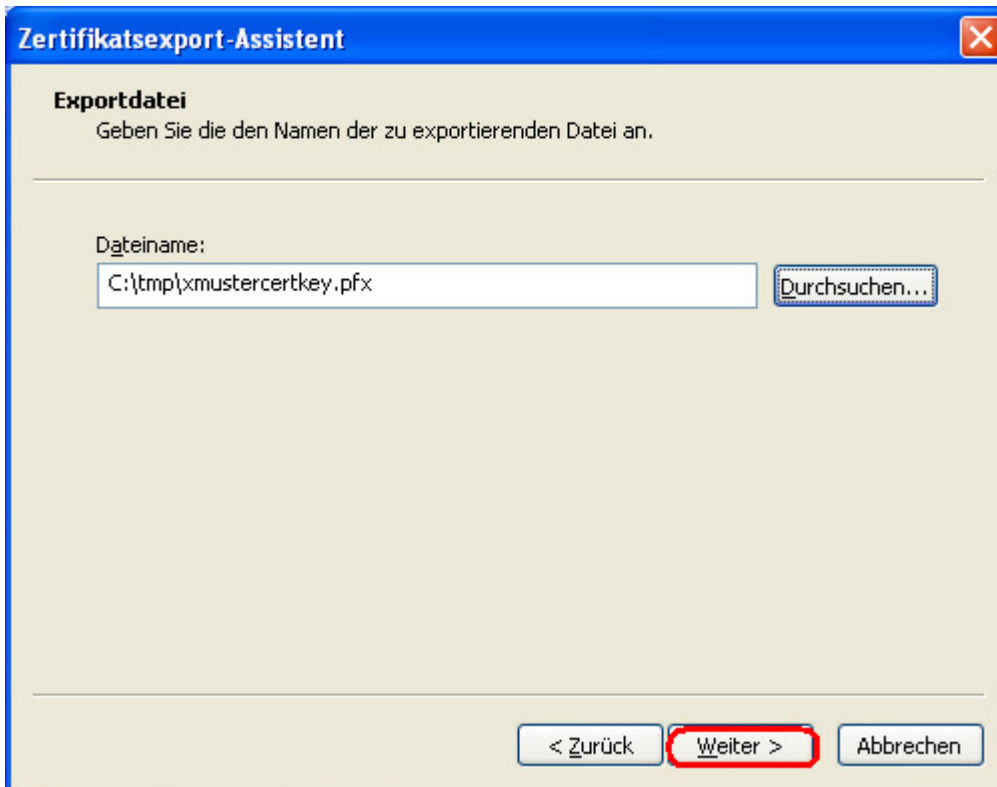 Zertifikatsexport-Assistent
Exportdatei
Geben Sie die den Namen der zu exportierenden Datei an.
Dateiname:
C:\tmp\xmustercertkey.pfx
Durchsuchen...
< Zurück
Weiter >
Abbrechen